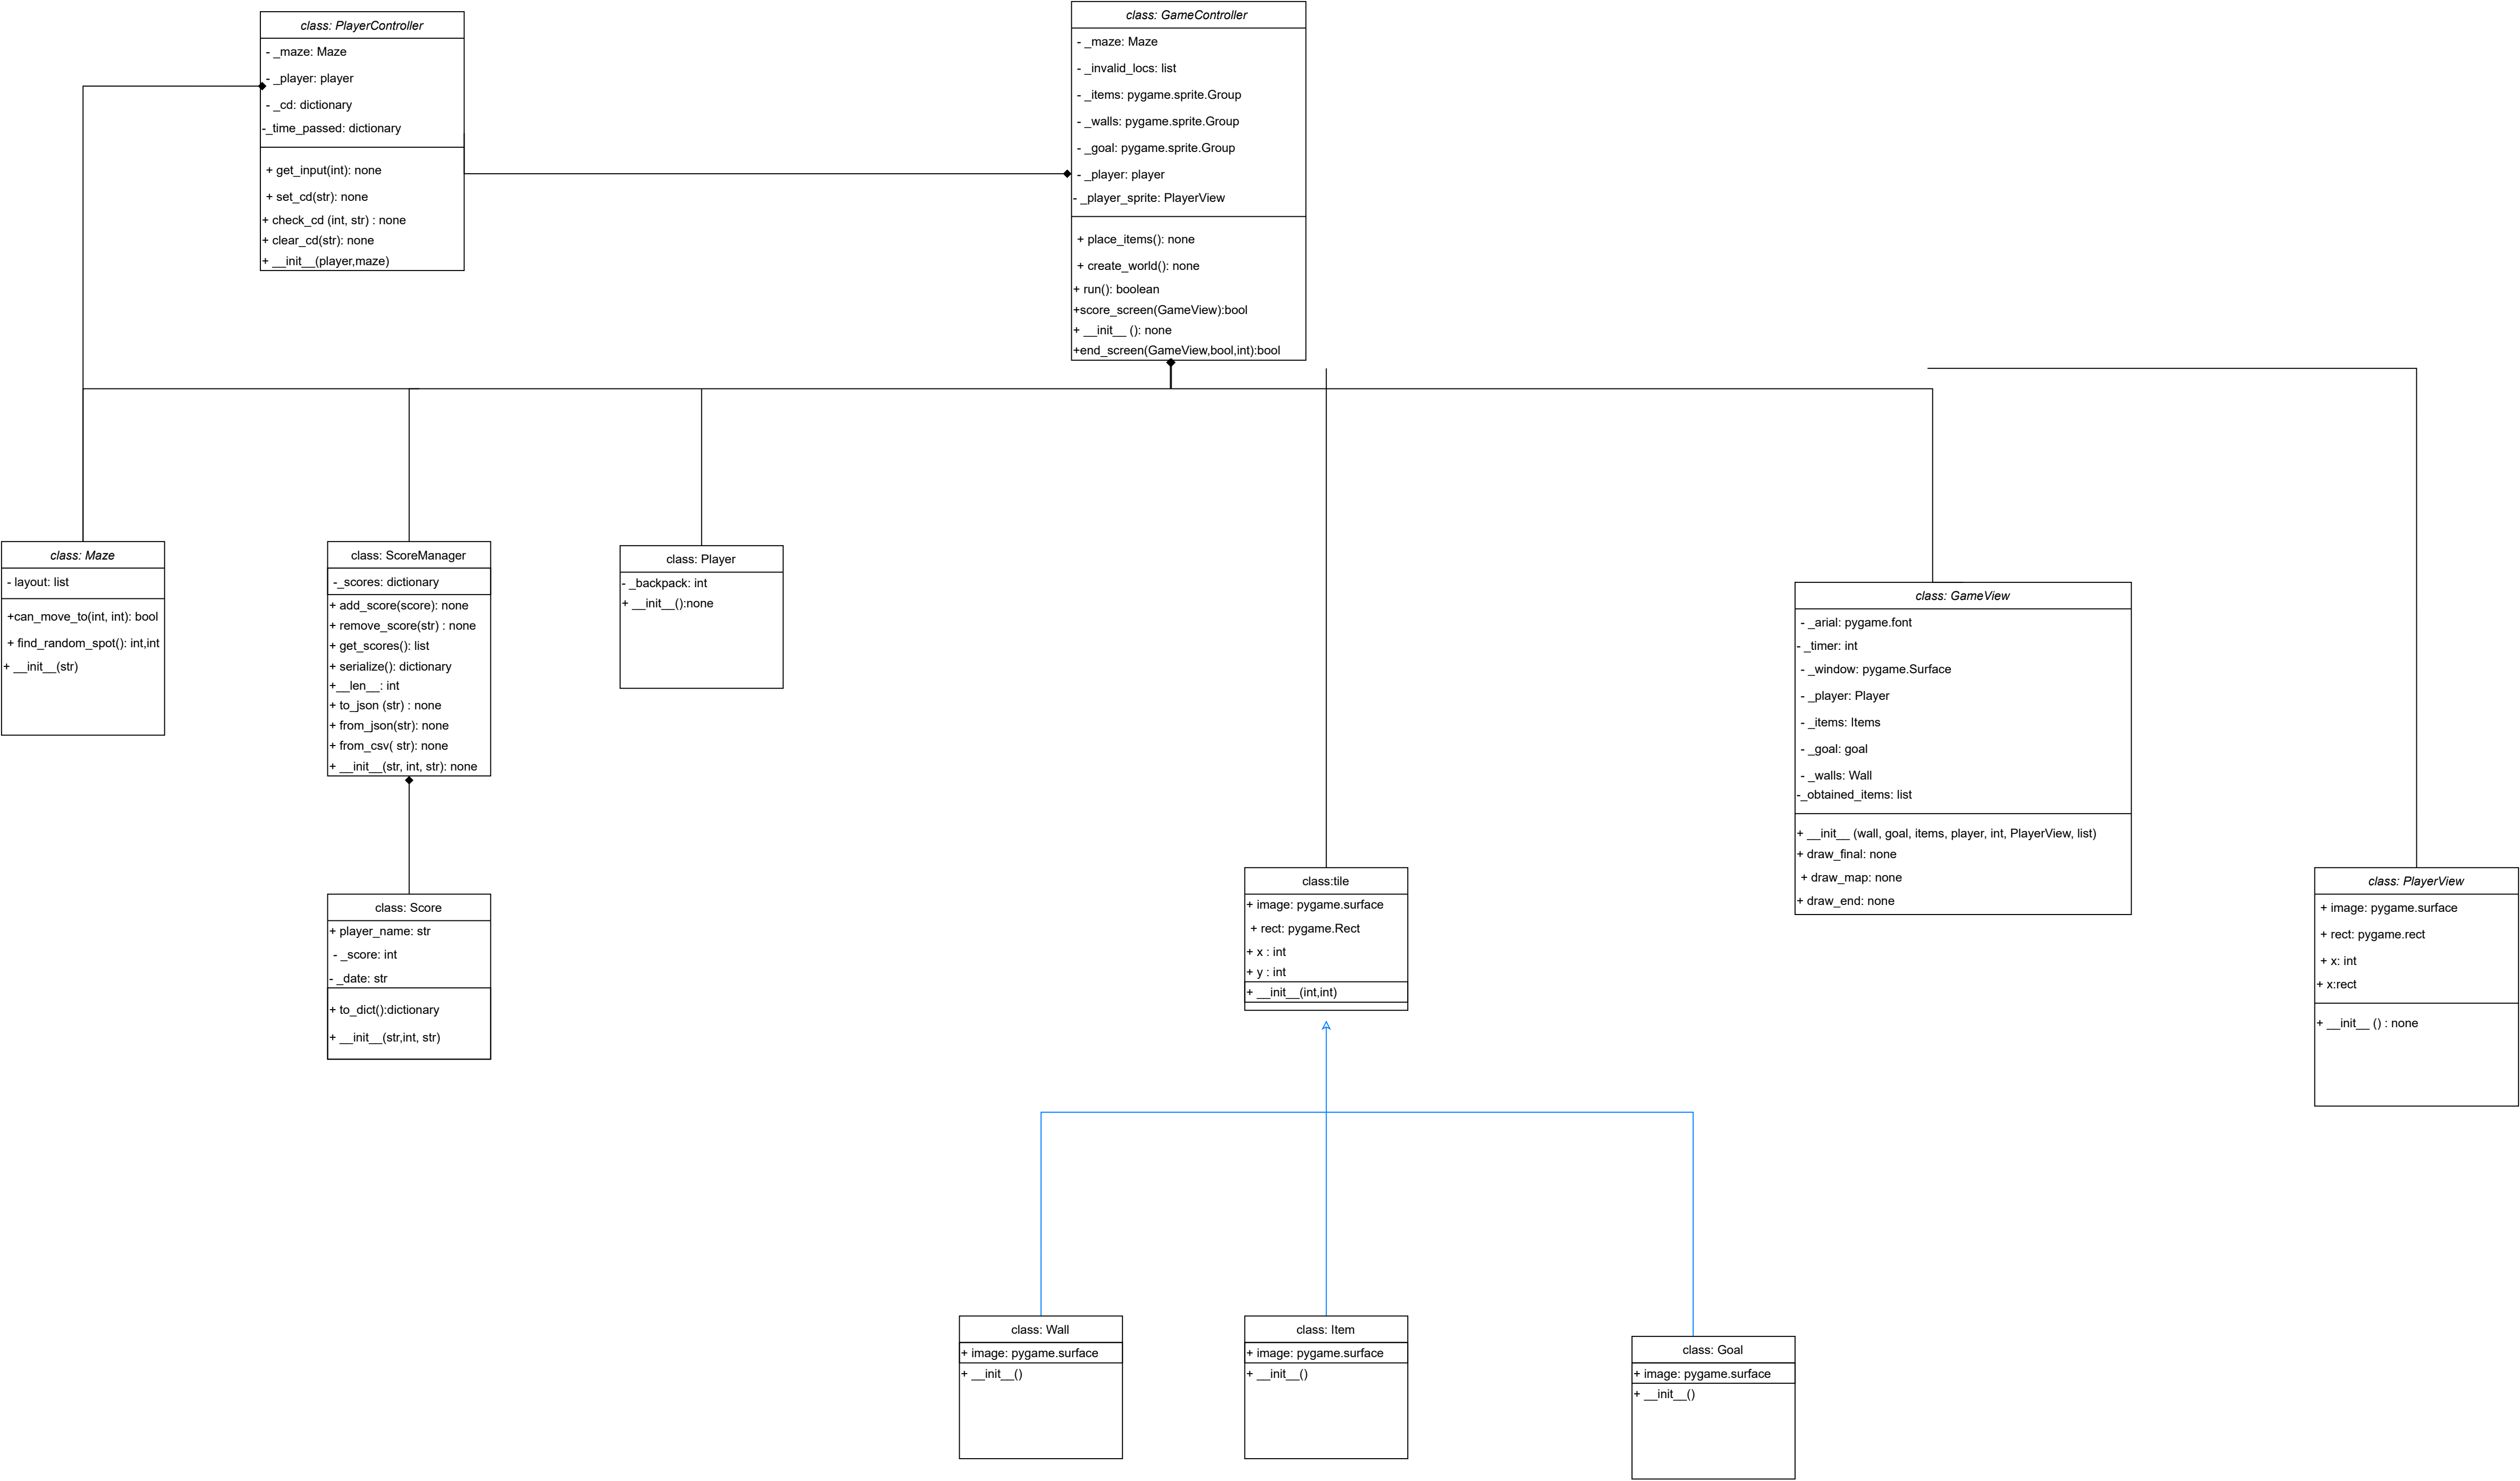 class: PlayerController
- _maze: Maze
- _player: player
- _cd: dictionary
-_time_passed: dictionary
+ get_input(int): none
+ set_cd(str): none
+ check_cd (int, str) : none
+ clear_cd(str): none
+ __init__(player,maze)
class: GameController
- _maze: Maze
- _invalid_locs: list
- _items: pygame.sprite.Group
- _walls: pygame.sprite.Group
- _goal: pygame.sprite.Group
- _player: player
- _player_sprite: PlayerView
+ place_items(): none
+ create_world(): none
+ run(): boolean
+score_screen(GameView):bool
+ __init__ (): none
+end_screen(GameView,bool,int):bool
class: Maze
- layout: list
+can_move_to(int, int): bool
+ find_random_spot(): int,int
+ __init__(str)
class: ScoreManager
-_scores: dictionary
+ add_score(score): none
+ remove_score(str) : none
+ get_scores(): list
+ serialize(): dictionary
+__len__: int
+ to_json (str) : none
+ from_json(str): none
+ from_csv( str): none
+ __init__(str, int, str): none
class: Player
- _backpack: int
+ __init__():none
class: GameView
- _arial: pygame.font
- _timer: int
- _window: pygame.Surface
- _player: Player
- _items: Items
- _goal: goal
- _walls: Wall
-_obtained_items: list
+ __init__ (wall, goal, items, player, int, PlayerView, list)
+ draw_final: none
+ draw_map: none
+ draw_end: none
class: Score
+ player_name: str
- _score: int
- _date: str
+ to_dict():dictionary
+ __init__(str,int, str)
class:tile
+ image: pygame.surface
+ rect: pygame.Rect
+ x : int
+ y : int
+ __init__(int,int)
class: PlayerView
+ image: pygame.surface
+ rect: pygame.rect
+ x: int
+ x:rect
+ __init__ () : none
class: Wall
+ image: pygame.surface
+ __init__()
class: Item
+ image: pygame.surface
+ __init__()
class: Goal
+ image: pygame.surface
+ __init__()